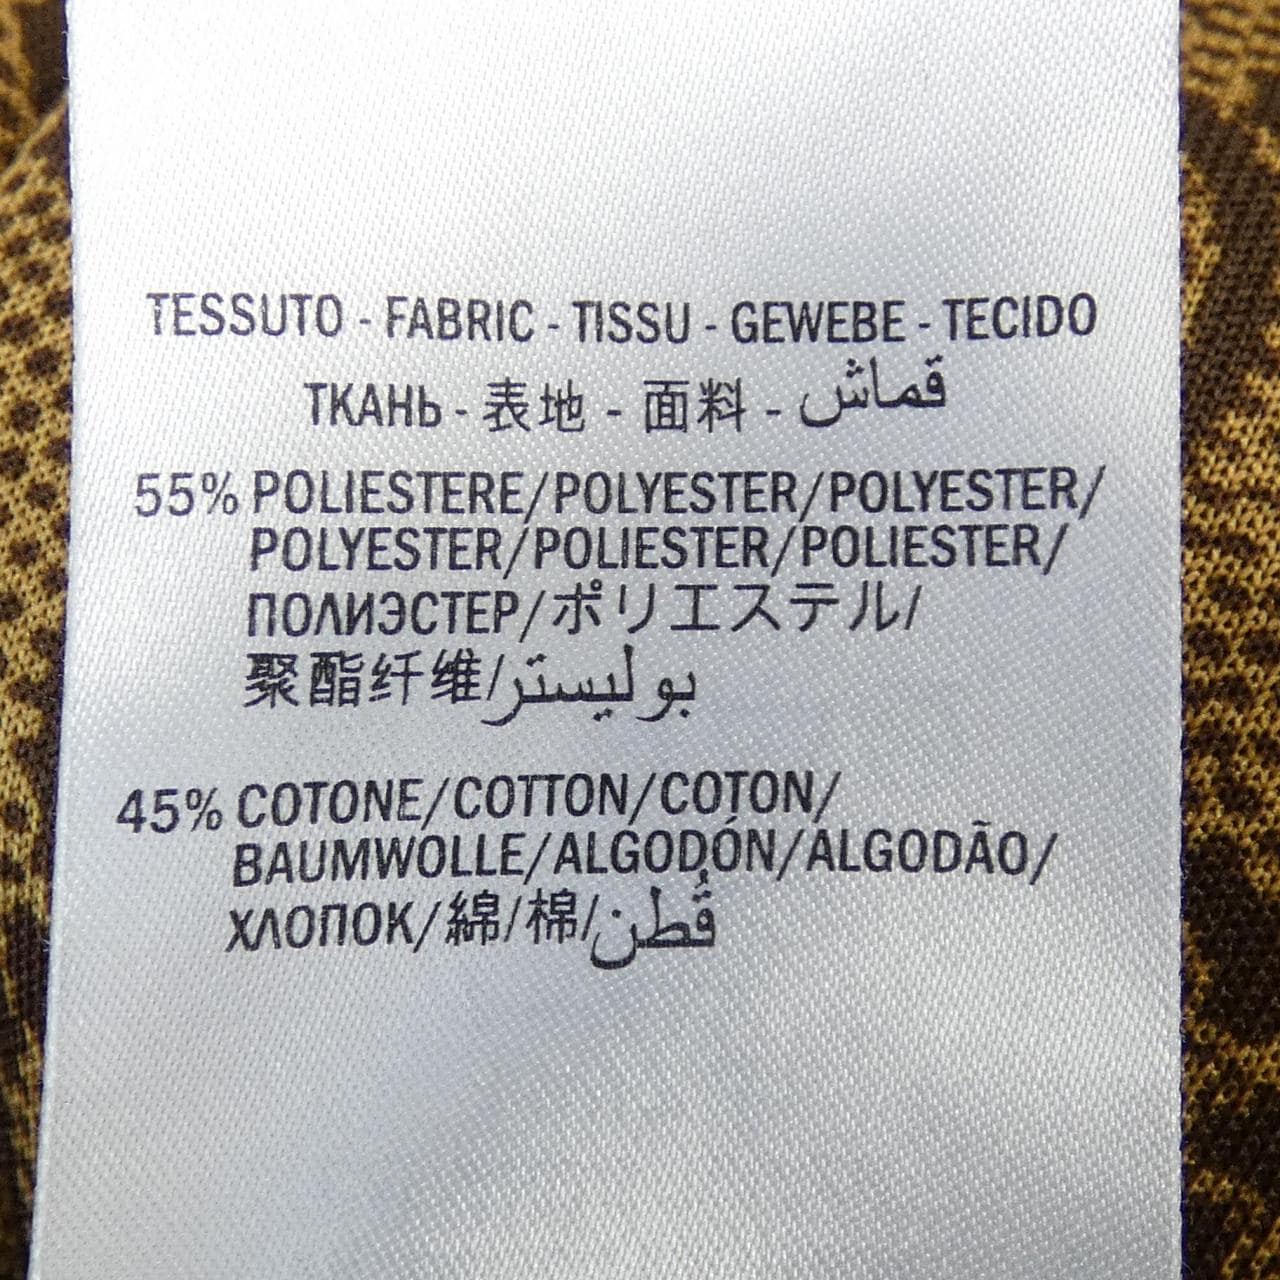 TESSUTO - FABRIC - TISSU - GEWEBE - TECIDO
ТКАНЬ - 表地 - 面料 - قماش
55% POLIESTERE/POLYESTER/POLYESTER/
POLYESTER/POLIESTER/POLIESTER/
ПОЛИЭСТЕР/ポリエステル/
聚酯纤维/بوليستر
45% COTONE/COTTON/COTON/
BAUMWOLLE/ALGODÓN/ALGODÃO/
ХЛОПОК/綿/棉/قُطن